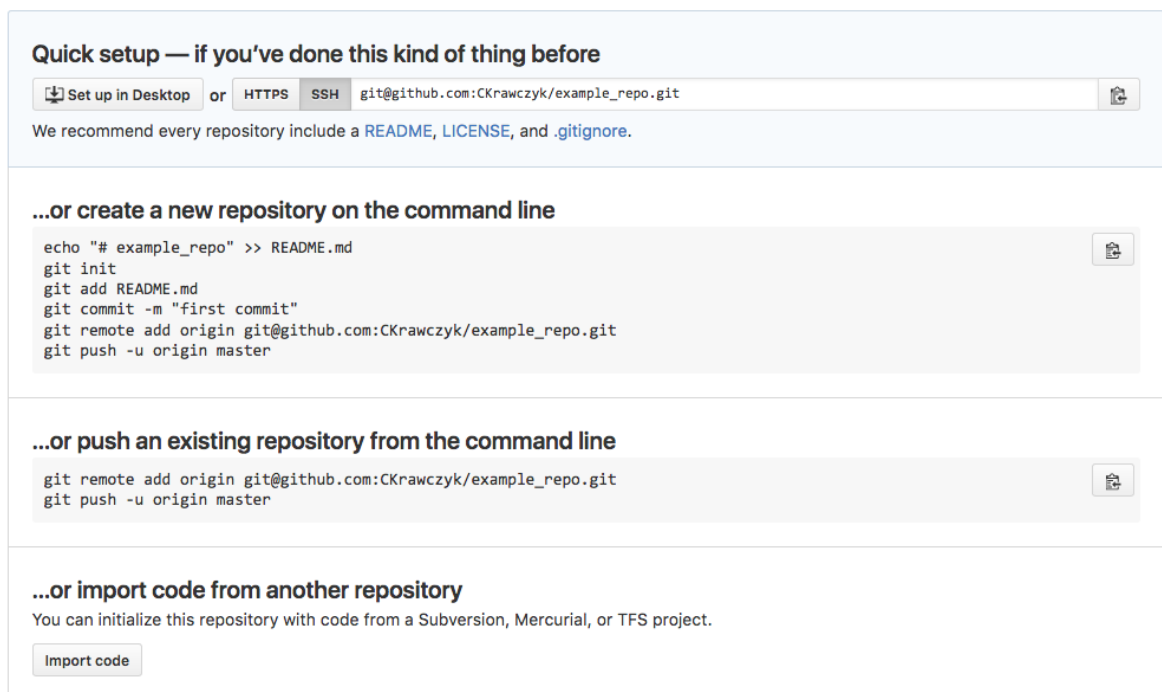 Quick setup — if you've done this kind of thing before
Set up in Desktop or HTTPS SSH git@github.com:CKrawczyk/example_repo.git
We recommend every repository include a README, LICENSE, and .gitignore.
...or create a new repository on the command line
echo "# example_repo" >> README.md
git init
git add README.md
git commit -m "first commit"
git remote add origin git@github.com:CKrawczyk/example_repo.git
git push -u origin master
...or push an existing repository from the command line
git remote add origin git@github.com:CKrawczyk/example_repo.git
git push -u origin master
...or import code from another repository
You can initialize this repository with code from a Subversion, Mercurial, or TFS project.
Import code